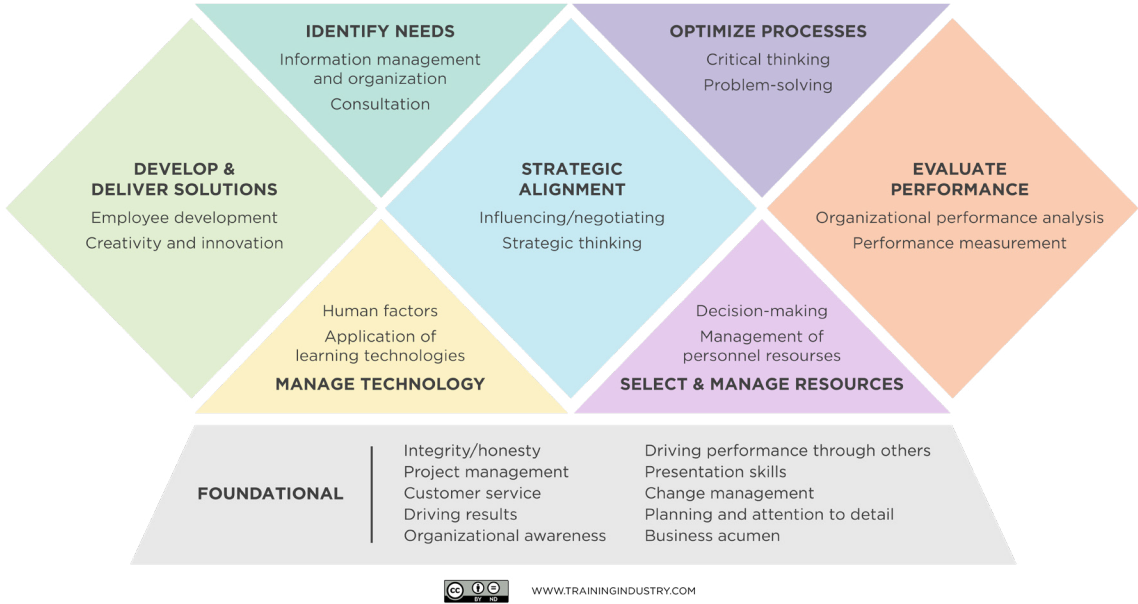 IDENTIFY NEEDS
Information management
and organization
Consultation
OPTIMIZE PROCESSES
Critical thinking
Problem-solving
DEVELOP &
DELIVER SOLUTIONS
Employee development
Creativity and innovation
STRATEGIC
ALIGNMENT
Influencing/negotiating
Strategic thinking
EVALUATE
PERFORMANCE
Organizational performance analysis
Performance measurement
Human factors
Application of
learning technologies
MANAGE TECHNOLOGY
Decision-making
Management of
personnel resourses
SELECT & MANAGE RESOURCES
FOUNDATIONAL
Integrity/honesty
Project management
Customer service
Driving results
Organizational awareness
Driving performance through others
Presentation skills
Change management
Planning and attention to detail
Business acumen
cc
BY ND
WWW.TRAININGINDUSTRY.COM